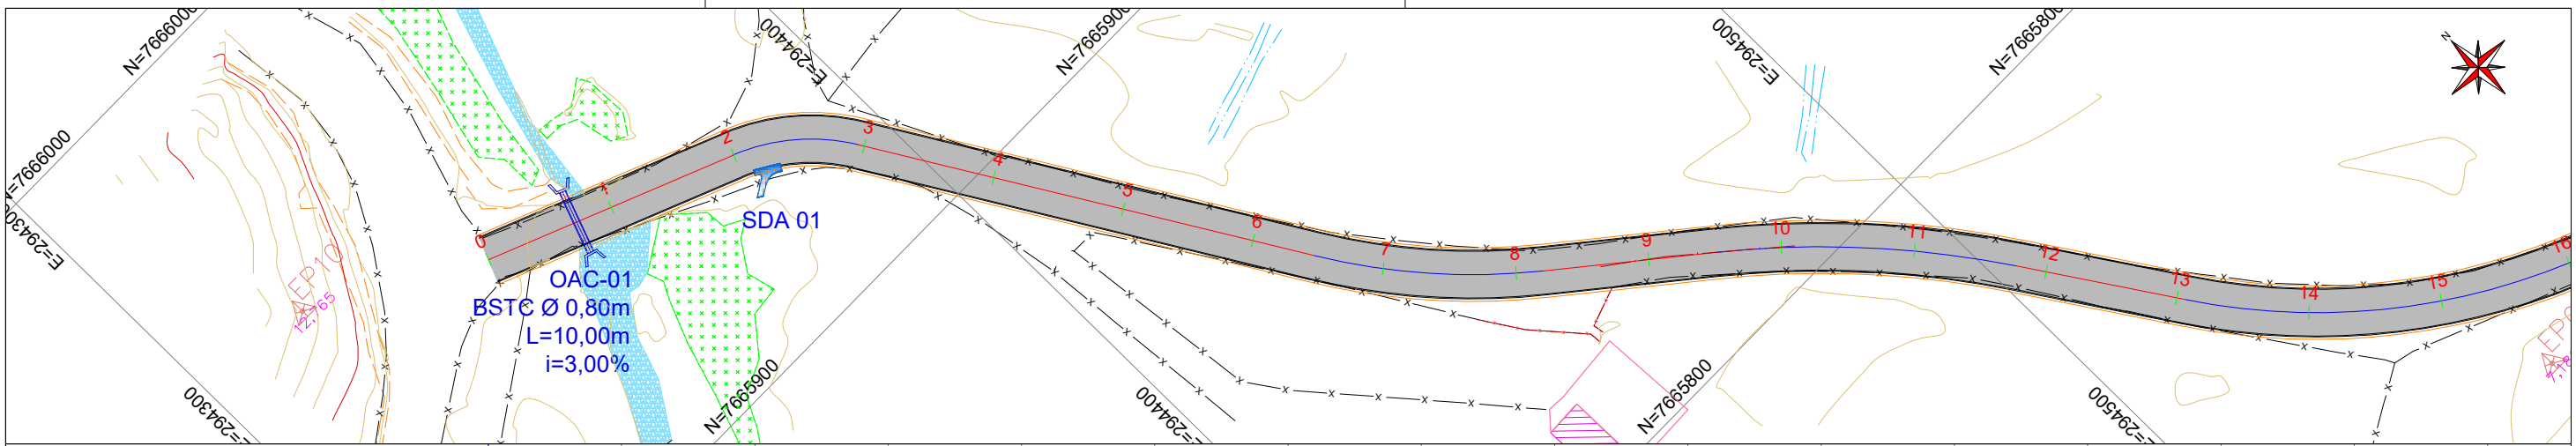 N=7666000
E=294400
N=7665900
E=294500
N=7665800
N
N=7666000
E=294300
0
1
2
3
4
5
6
7
8
9
10
11
12
13
14
15
16
SDA 01
OAC-01
BSTC Ø 0,80m
L=10,00m
i=3,00%
EP10
12,765
E=294300
N=7665900
E=294400
N=7665800
E=294500